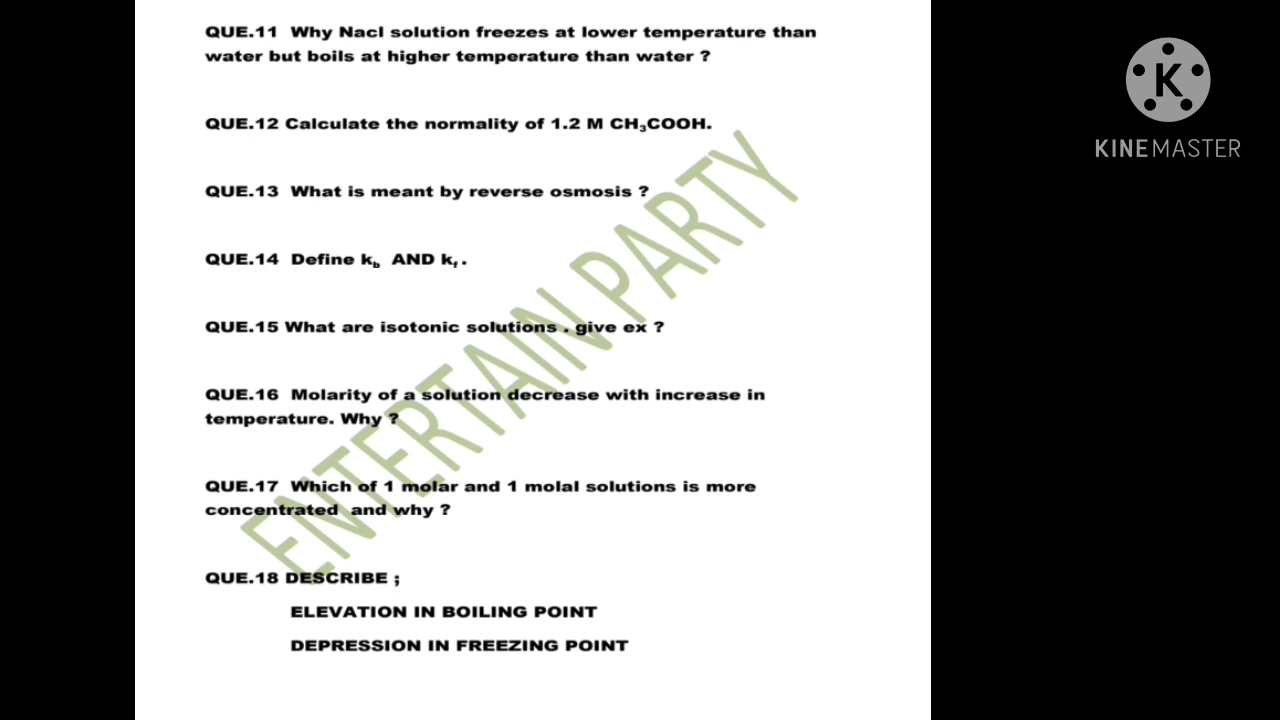 QUE.11 Why Nacl solution freezes at lower temperature than
water but boils at higher temperature than water ?
QUE.12 Calculate the normality of 1.2 M CH₃COOH.
QUE.13 What is meant by reverse osmosis ?
QUE.14 Define k_b AND k_f .
QUE.15 What are isotonic solutions . give ex ?
QUE.16 Molarity of a solution decrease with increase in
temperature. Why ?
QUE.17 Which of 1 molar and 1 molal solutions is more
concentrated and why ?
QUE.18 DESCRIBE ;
ELEVATION IN BOILING POINT
DEPRESSION IN FREEZING POINT
ENTERTAIN PARTY
K
KINEMASTER